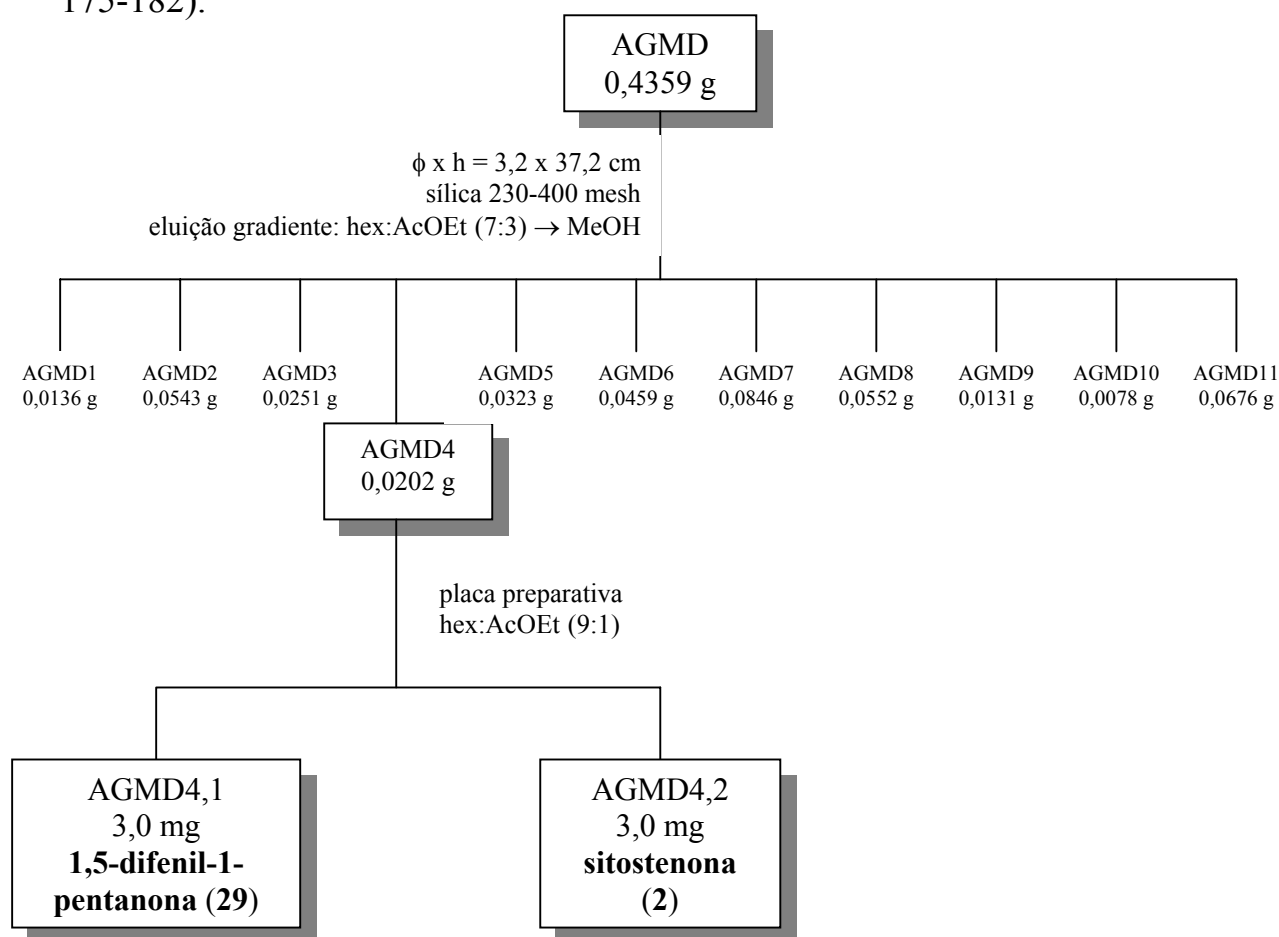 175-182).
AGMD
0,4359 g
ϕ x h = 3,2 x 37,2 cm
sílica 230-400 mesh
eluição gradiente: hex:AcOEt (7:3) → MeOH
AGMD1
0,0136 g
AGMD2
0,0543 g
AGMD3
0,0251 g
AGMD5
0,0323 g
AGMD6
0,0459 g
AGMD7
0,0846 g
AGMD8
0,0552 g
AGMD9
0,0131 g
AGMD10
0,0078 g
AGMD11
0,0676 g
AGMD4
0,0202 g
placa preparativa
hex:AcOEt (9:1)
AGMD4,1
3,0 mg
1,5-difenil-1-
pentanona (29)
AGMD4,2
3,0 mg
sitostenona
(2)